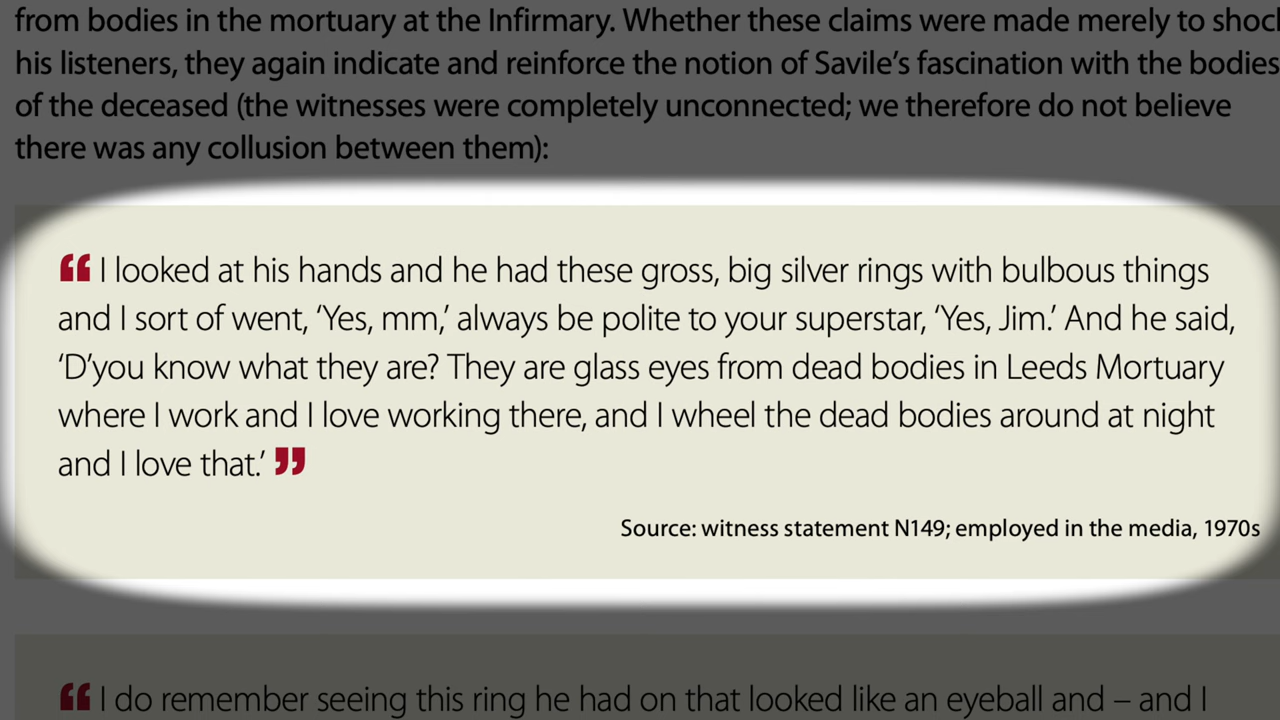 from bodies in the mortuary at the Infirmary. Whether these claims were made merely to shock
his listeners, they again indicate and reinforce the notion of Savile’s fascination with the bodies
of the deceased (the witnesses were completely unconnected; we therefore do not believe
there was any collusion between them):
“ I looked at his hands and he had these gross, big silver rings with bulbous things
and I sort of went, ‘Yes, mm,’ always be polite to your superstar, ‘Yes, Jim.’ And he said,
‘D’you know what they are? They are glass eyes from dead bodies in Leeds Mortuary
where I work and I love working there, and I wheel the dead bodies around at night
and I love that.’ ”
Source: witness statement N149; employed in the media, 1970s
“ I do remember seeing this ring he had on that looked like an eyeball and – and I